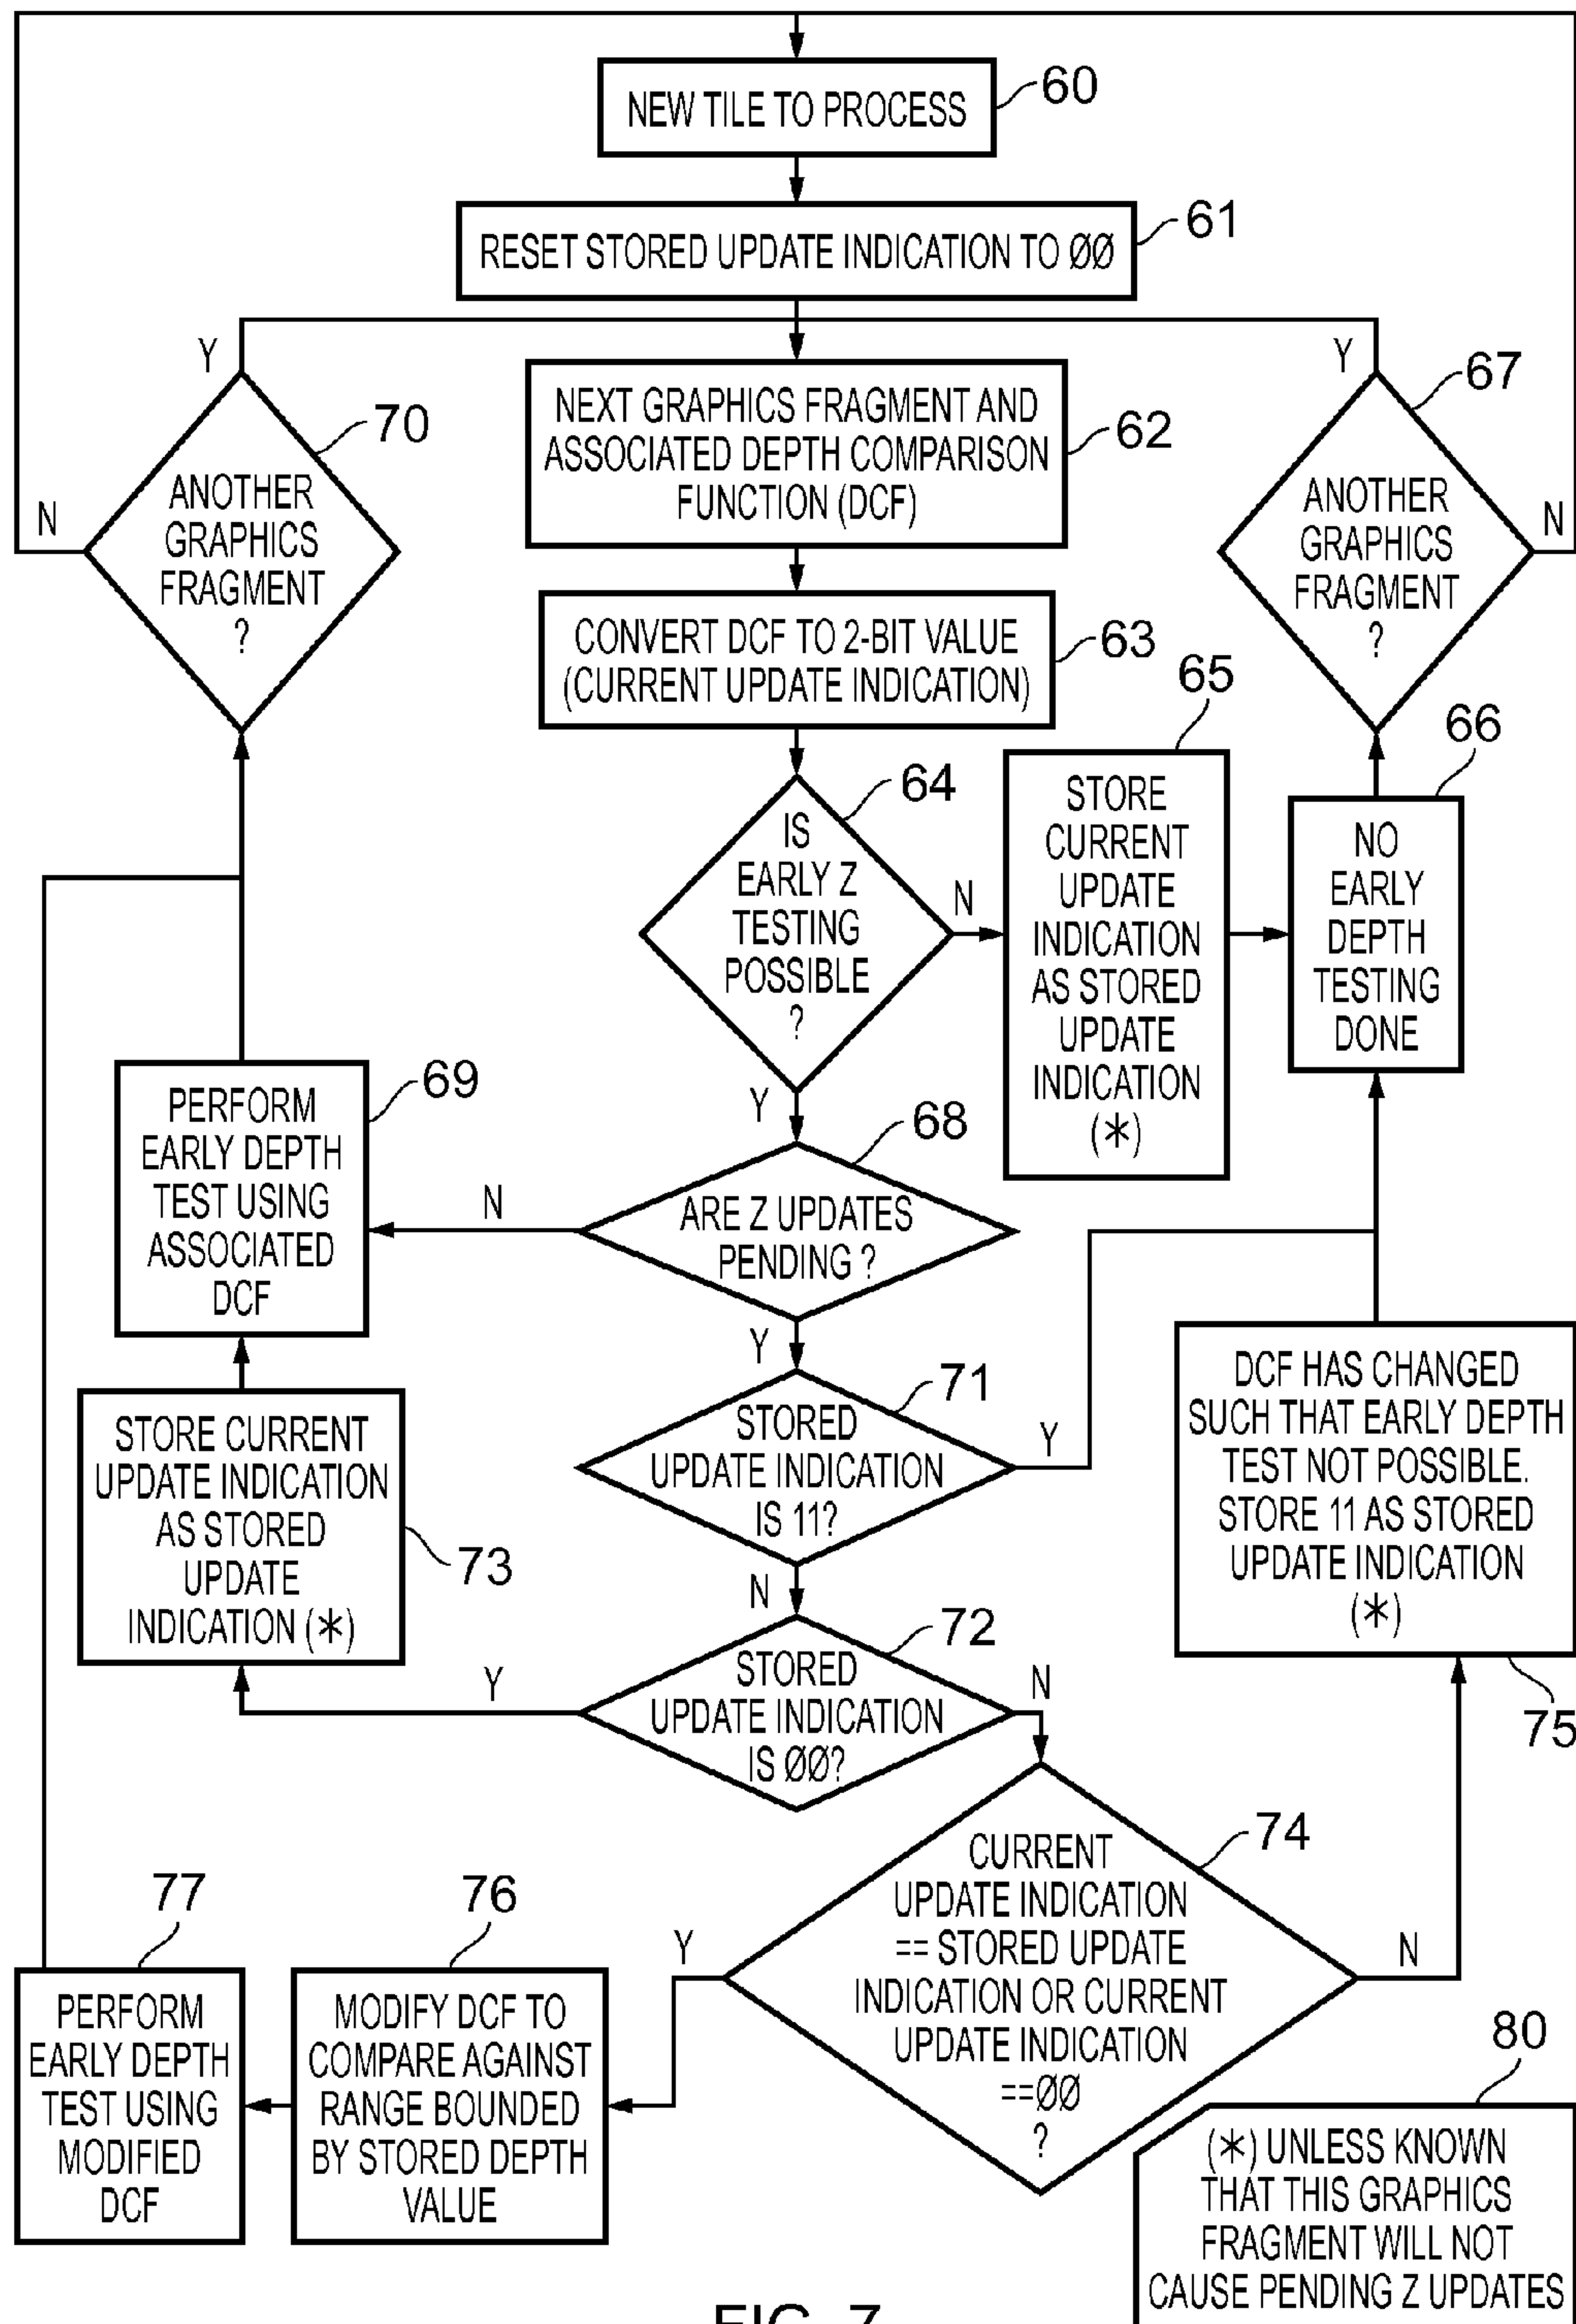 NEW TILE TO PROCESS
60
RESET STORED UPDATE INDICATION TO ØØ
61
NEXT GRAPHICS FRAGMENT AND
ASSOCIATED DEPTH COMPARISON
FUNCTION (DCF)
62
Y
70
ANOTHER
GRAPHICS
FRAGMENT
?
N
Y
67
ANOTHER
GRAPHICS
FRAGMENT
?
N
CONVERT DCF TO 2-BIT VALUE
(CURRENT UPDATE INDICATION)
63
64
IS
EARLY Z
TESTING
POSSIBLE
?
N
Y
65
STORE
CURRENT
UPDATE
INDICATION
AS STORED
UPDATE
INDICATION
(*)
66
NO
EARLY
DEPTH
TESTING
DONE
68
ARE Z UPDATES
PENDING ?
N
Y
69
PERFORM
EARLY DEPTH
TEST USING
ASSOCIATED
DCF
71
STORED
UPDATE INDICATION
IS 11?
Y
N
STORE CURRENT
UPDATE INDICATION
AS STORED
UPDATE
INDICATION (*)
73
72
STORED
UPDATE INDICATION
IS ØØ?
Y
N
DCF HAS CHANGED
SUCH THAT EARLY DEPTH
TEST NOT POSSIBLE.
STORE 11 AS STORED
UPDATE INDICATION
(*)
75
74
CURRENT
UPDATE INDICATION
== STORED UPDATE
INDICATION OR CURRENT
UPDATE INDICATION
==ØØ
?
Y
N
77
PERFORM
EARLY DEPTH
TEST USING
MODIFIED
DCF
76
MODIFY DCF TO
COMPARE AGAINST
RANGE BOUNDED
BY STORED DEPTH
VALUE
80
(*) UNLESS KNOWN
THAT THIS GRAPHICS
FRAGMENT WILL NOT
CAUSE PENDING Z UPDATES
FIG. 7